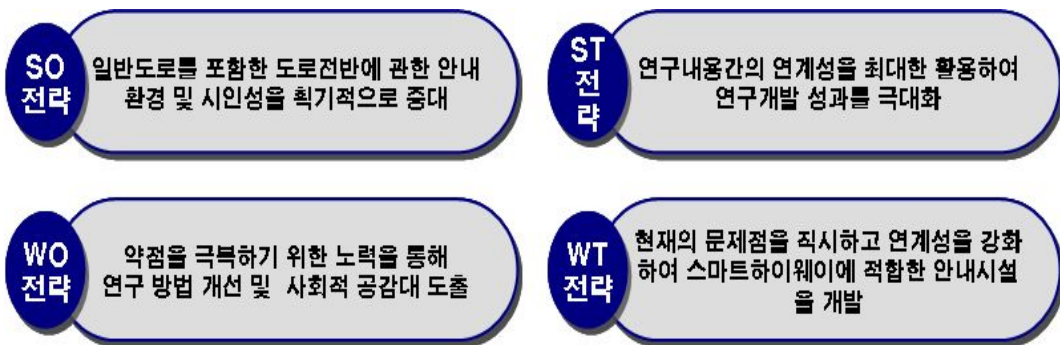 SO
전략
일반도로를 포함한 도로전반에 관한 안내
환경 및 시인성을 획기적으로 증대
ST
전
략
연구내용간의 연계성을 최대한 활용하여
연구개발 성과를 극대화
WO
전략
약점을 극복하기 위한 노력을 통해
연구 방법 개선 및 사회적 공감대 도출
WT
전략
현재의 문제점을 직시하고 연계성을 강화
하여 스마트하이웨이에 적합한 안내시설
을 개발